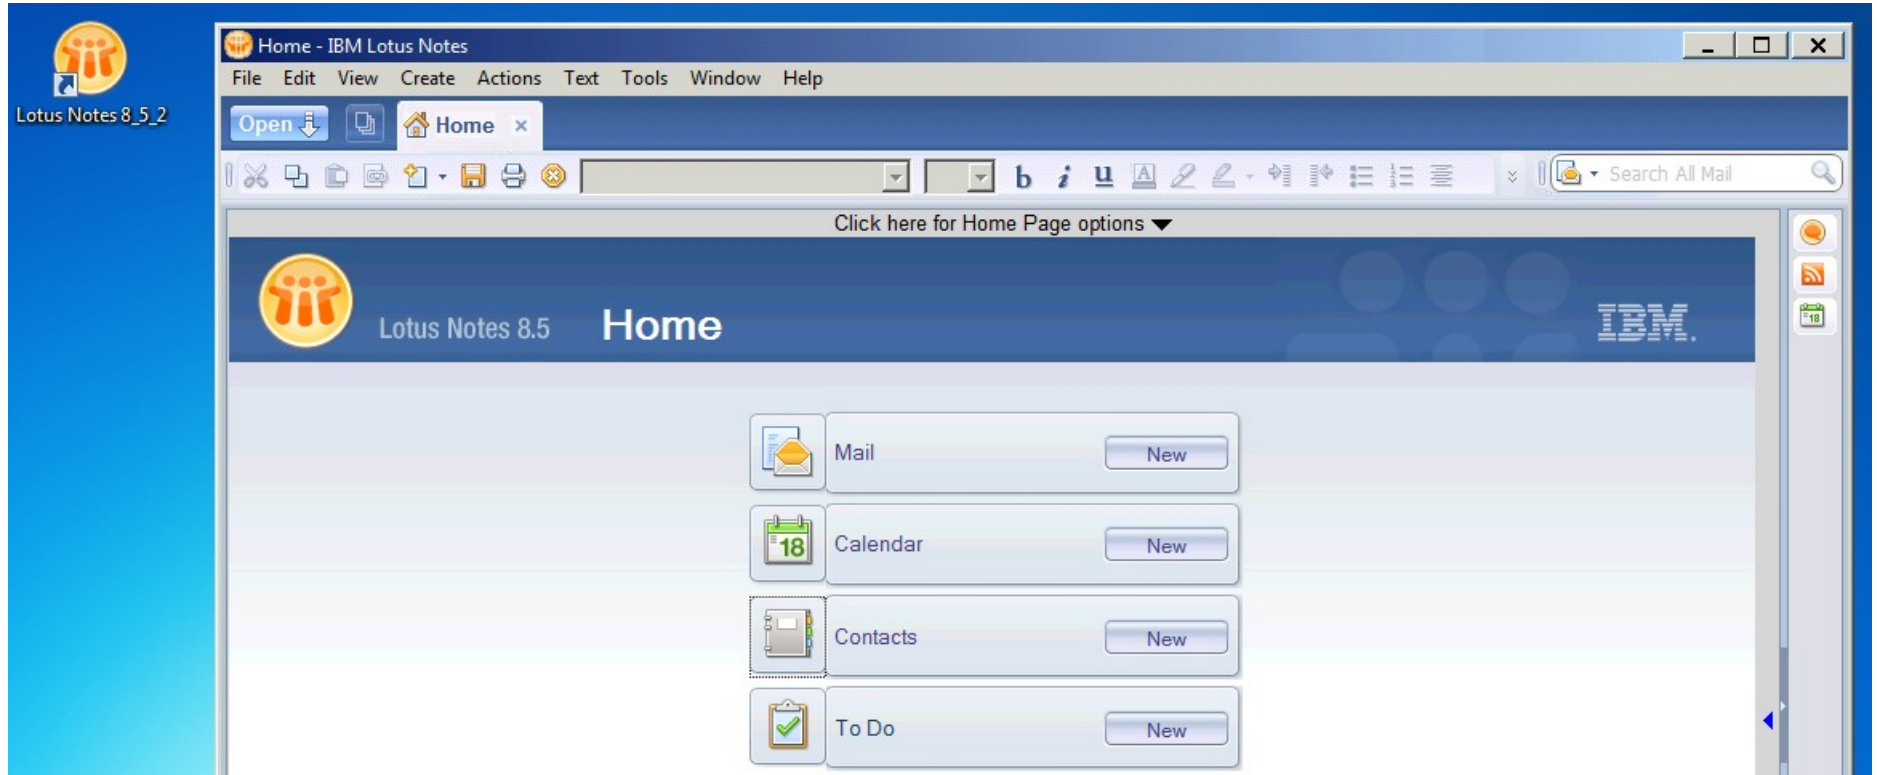 Lotus Notes 8_5_2
Home - IBM Lotus Notes
File Edit View Create Actions Text Tools Window Help
Open Home
b i u A Search All Mail
Click here for Home Page options
Lotus Notes 8.5 Home IBM.
18
Mail New
18 Calendar New
Contacts New
To Do New